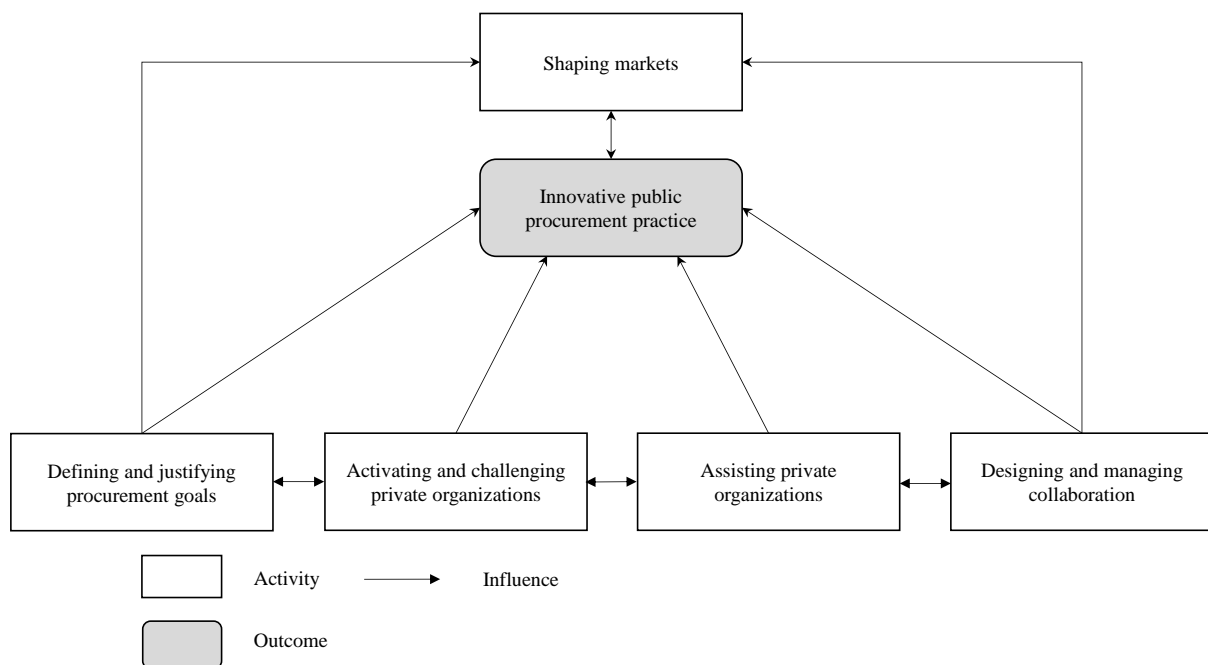 Shaping markets
Innovative public
procurement practice
Defining and justifying
procurement goals
Activating and challenging
private organizations
Assisting private
organizations
Designing and managing
collaboration
Activity
Influence
Outcome